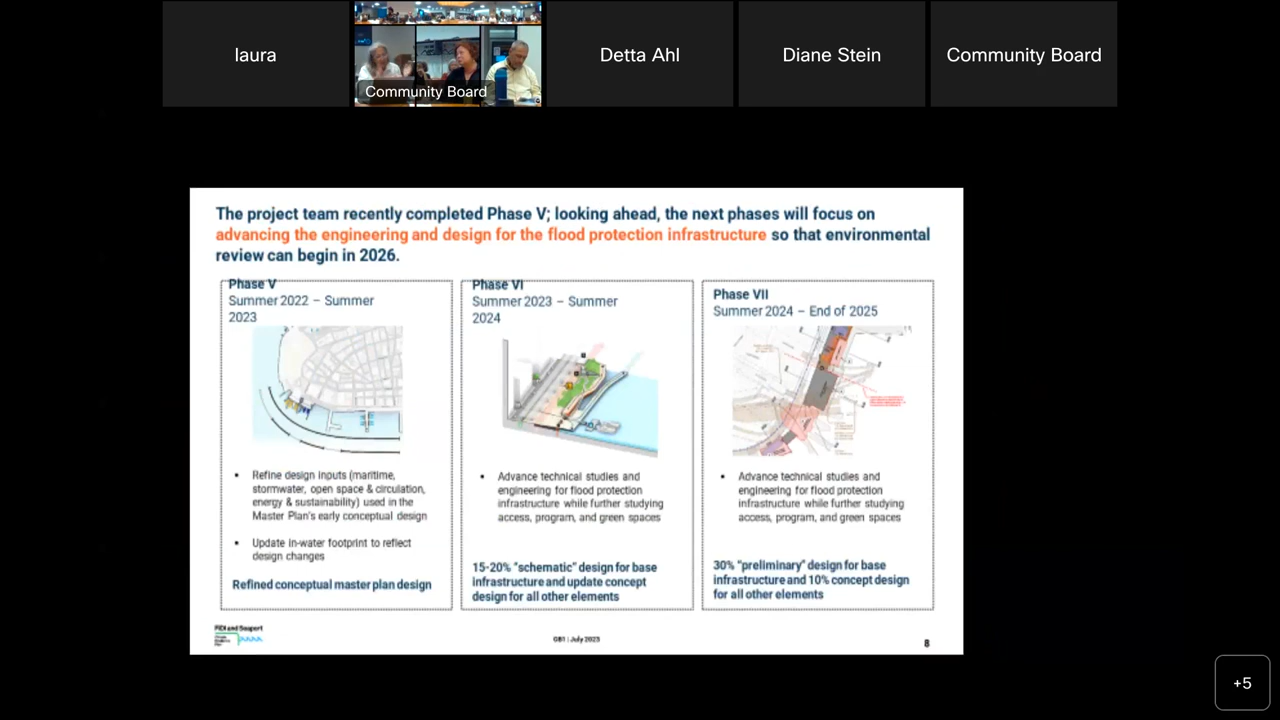 laura
Community Board
Detta Ahl
Diane Stein
Community Board
The project team recently completed Phase V; looking ahead, the next phases will focus on
advancing the engineering and design for the flood protection infrastructure so that environmental
review can begin in 2026.
Phase V
Summer 2022 – Summer
2023
• Refine design inputs (maritime,
stormwater, open space & circulation,
energy & sustainability) used in the
Master Plan's early conceptual design
• Update in-water footprint to reflect
design changes
Refined conceptual master plan design
Phase VI
Summer 2023 – Summer
2024
• Advance technical studies and
engineering for flood protection
infrastructure while further studying
access, program, and green spaces
15-20% "schematic" design for base
infrastructure and update concept
design for all other elements
Phase VII
Summer 2024 – End of 2025
• Advance technical studies and
engineering for flood protection
infrastructure while further studying
access, program, and green spaces
30% "preliminary" design for base
infrastructure and 10% concept design
for all other elements
FiDi and Seaport
CB1 | July 2023
8
+5